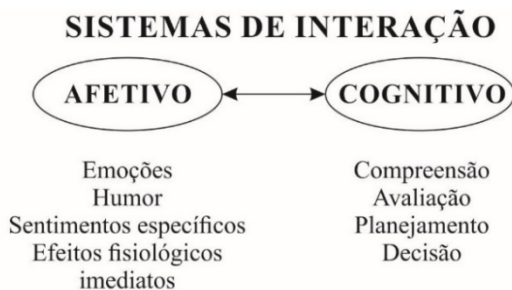 SISTEMAS DE INTERAÇÃO
AFETIVO
COGNITIVO
Emoções
Humor
Sentimentos específicos
Efeitos fisiológicos
imediatos
Compreensão
Avaliação
Planejamento
Decisão